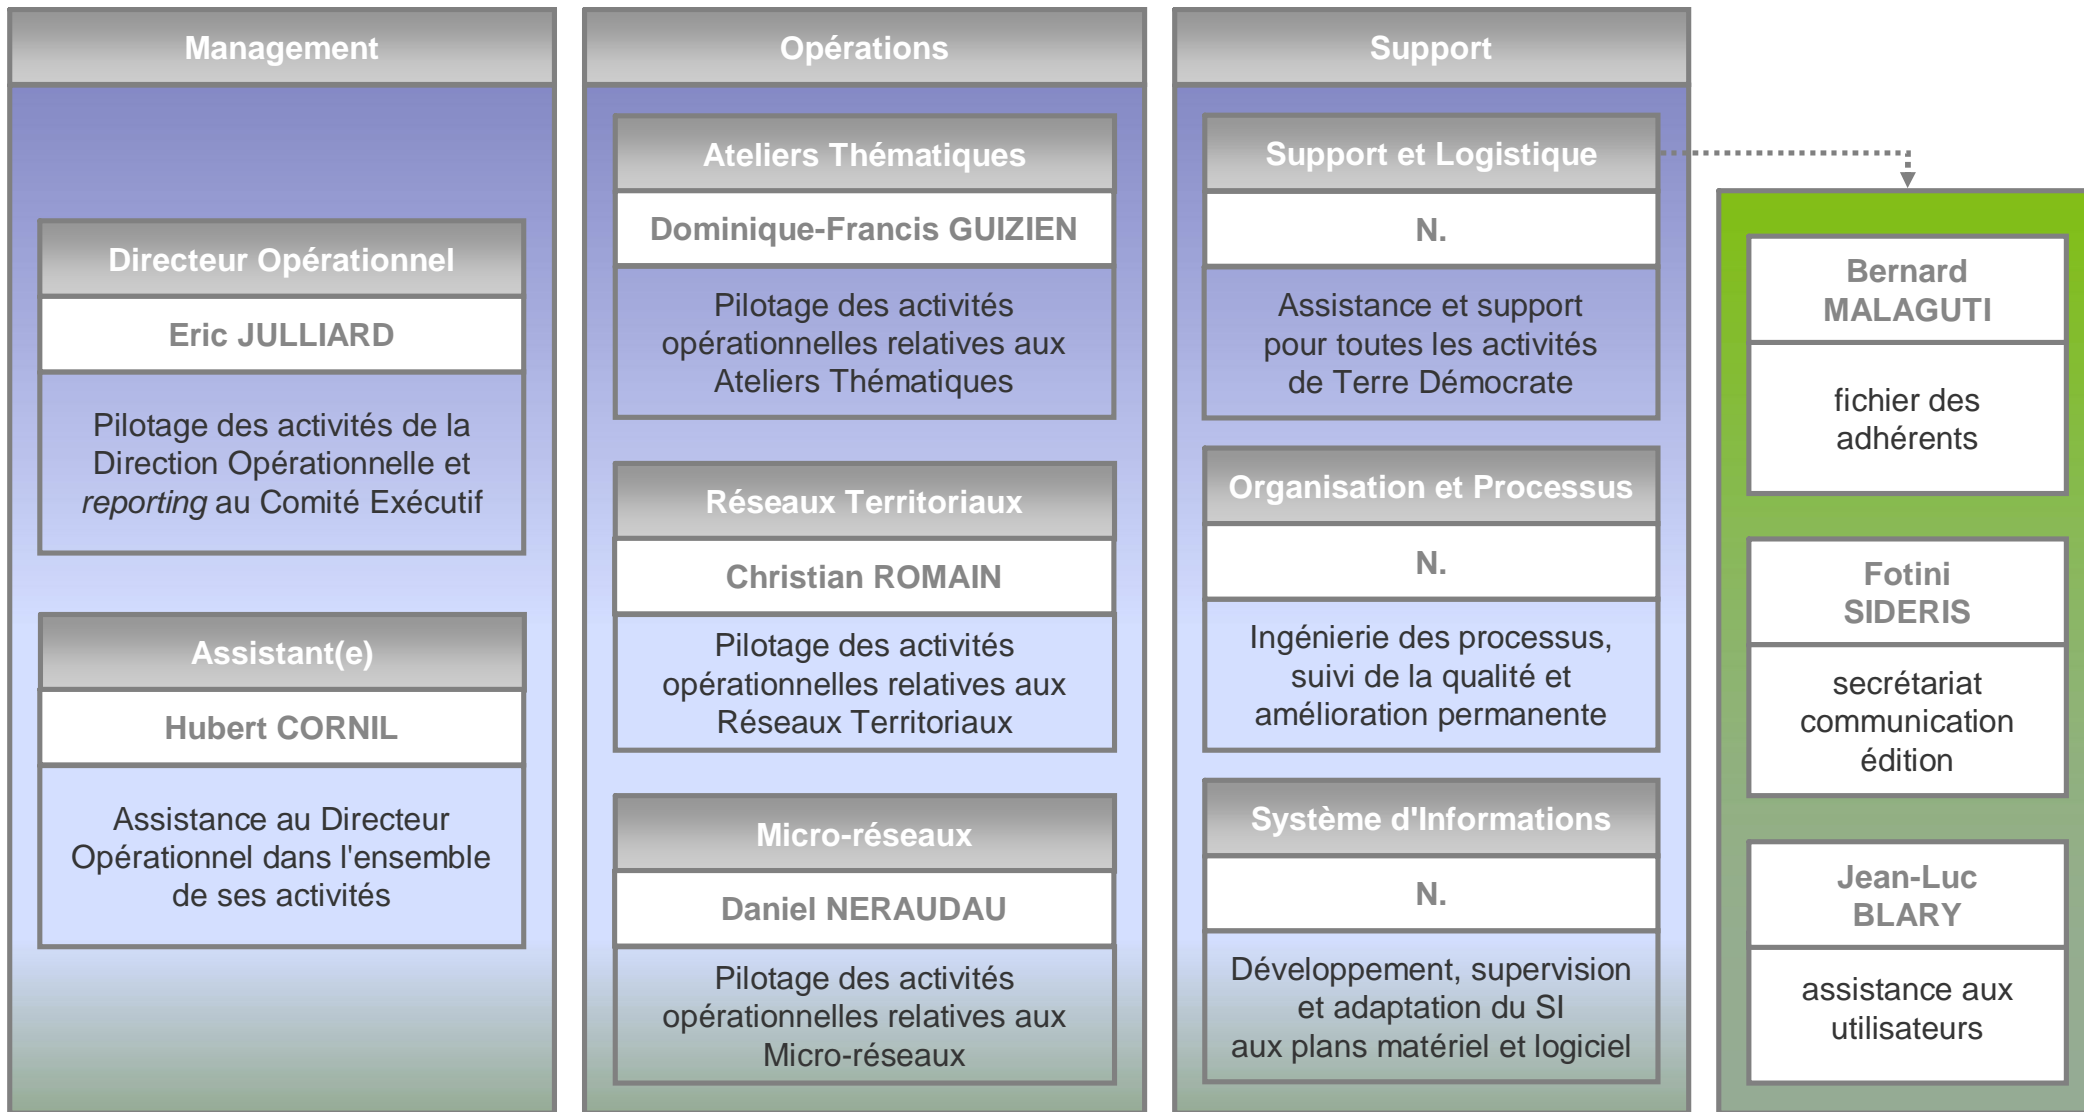 Management
Directeur Opérationnel
Eric JULLIARD
Pilotage des activités de la
Direction Opérationnelle et
reporting au Comité Exécutif
Assistant(e)
Hubert CORNIL
Assistance au Directeur
Opérationnel dans l'ensemble
de ses activités
Opérations
Ateliers Thématiques
Dominique-Francis GUIZIEN
Pilotage des activités
opérationnelles relatives aux
Ateliers Thématiques
Réseaux Territoriaux
Christian ROMAIN
Pilotage des activités
opérationnelles relatives aux
Réseaux Territoriaux
Micro-réseaux
Daniel NERAUDAU
Pilotage des activités
opérationnelles relatives aux
Micro-réseaux
Support
Support et Logistique
N.
Assistance et support
pour toutes les activités
de Terre Démocrate
Organisation et Processus
N.
Ingénierie des processus,
suivi de la qualité et
amélioration permanente
Système d'Informations
N.
Développement, supervision
et adaptation du SI
aux plans matériel et logiciel
Bernard
MALAGUTI
fichier des
adhérents
Fotini
SIDERIS
secrétariat
communication
édition
Jean-Luc
BLARY
assistance aux
utilisateurs